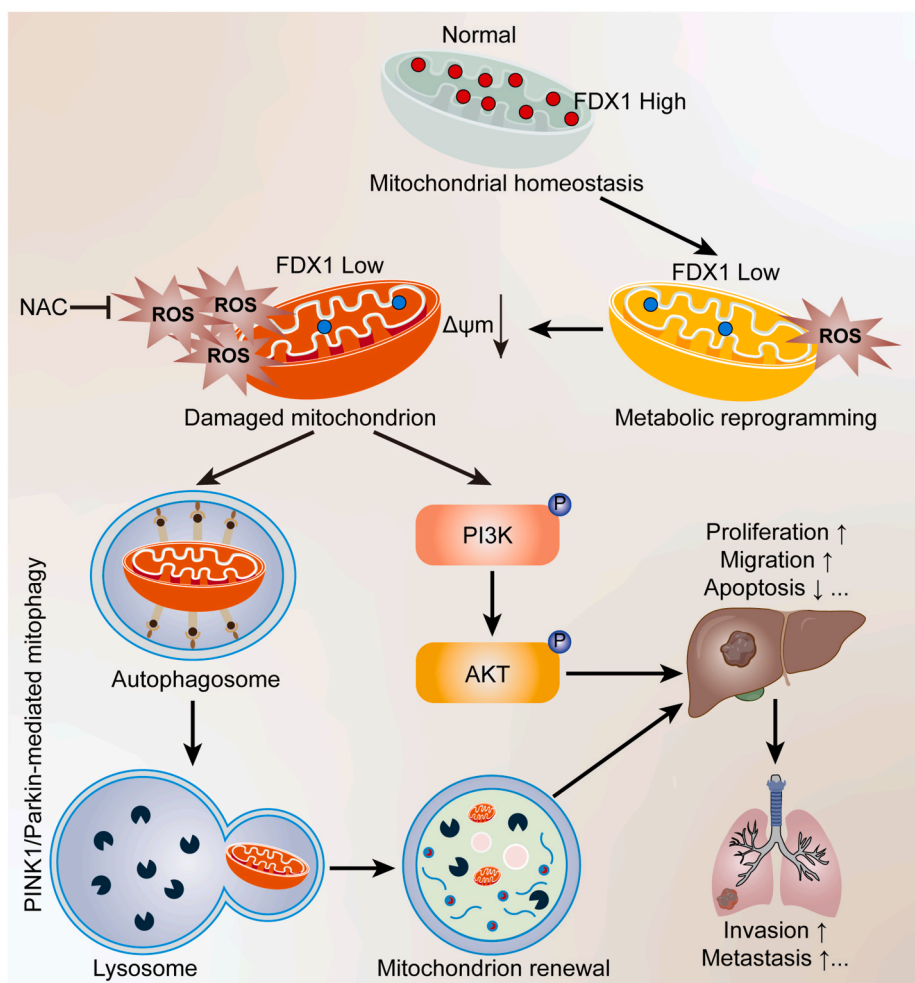 Normal
FDX1 High
Mitochondrial homeostasis
FDX1 Low
FDX1 Low
NAC
ROS
ROS
ROS
Δψm
ROS
Damaged mitochondrion
Metabolic reprogramming
P
PI3K
Proliferation ↑
Migration ↑
Apoptosis ↓ ...
P
AKT
Autophagosome
PINK1/Parkin-mediated mitophagy
Lysosome
Mitochondrion renewal
Invasion ↑
Metastasis ↑...